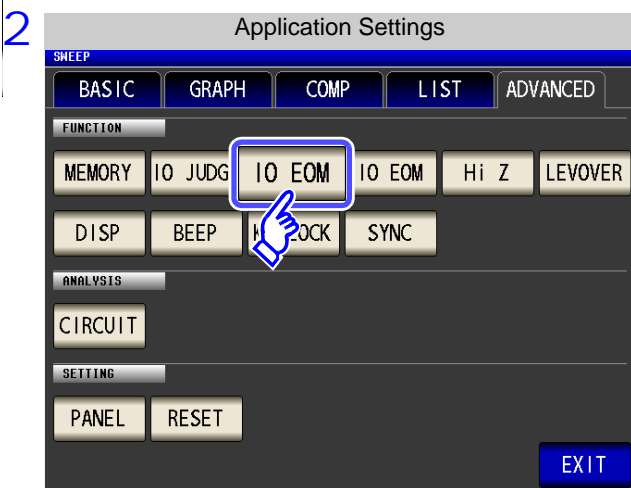 2
Application Settings
SWEEP
BASIC GRAPH COMP LIST ADVANCED
FUNCTION
MEMORY IO JUDG IO EOM IO EOM Hi Z LEVOVER
DISP BEEP SYNC
ANALYSIS
CIRCUIT
SETTING
PANEL RESET
EXIT